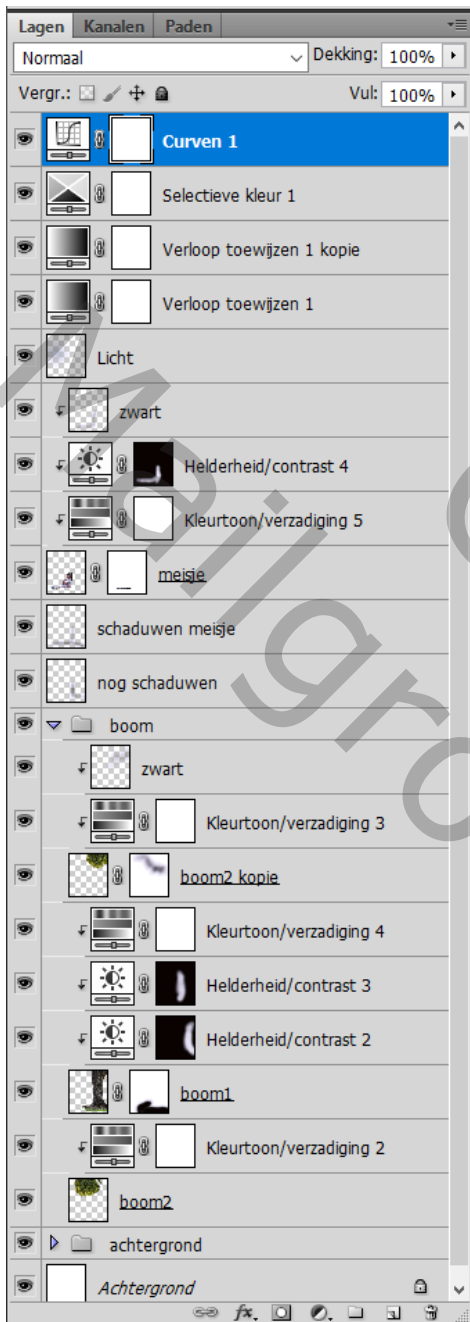 Lagen Kanalen Paden
Normaal Dekking: 100%
Vergr.: Vul: 100%
Curven 1
Selectieve kleur 1
Verloop toewijzen 1 kopie
Verloop toewijzen 1
Licht
zwart
Helderheid/contrast 4
Kleurtoon/verzadiging 5
meisje
schaduwen meisje
nog schaduwen
boom
zwart
Kleurtoon/verzadiging 3
boom2 kopie
Kleurtoon/verzadiging 4
Helderheid/contrast 3
Helderheid/contrast 2
boom1
Kleurtoon/verzadiging 2
boom2
achtergrond
Achtergrond
fx